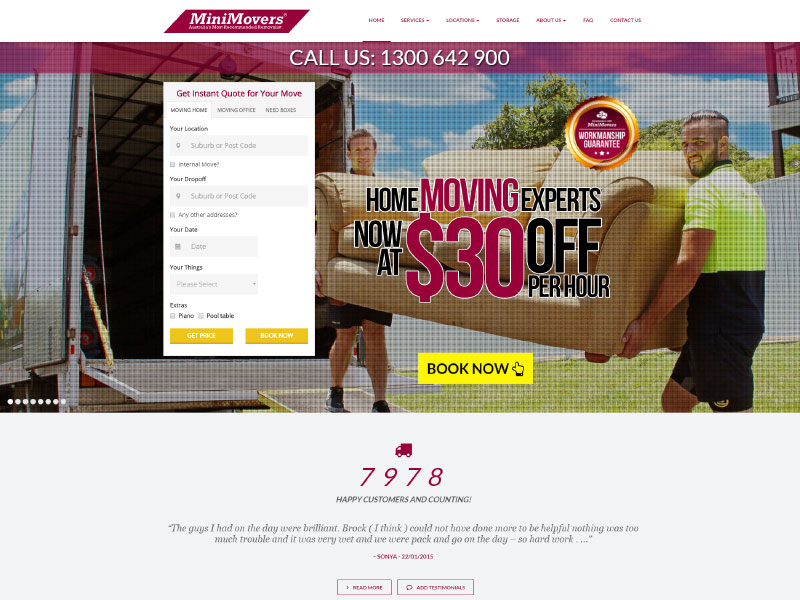 MiniMovers®
Australia's Most Recommended Removalist
HOME SERVICES LOCATIONS STORAGE ABOUT US FAQ CONTACT US
CALL US: 1300 642 900
Get Instant Quote for Your Move
MOVING HOME MOVING OFFICE NEED BOXES
Your Location
Suburb or Post Code
Internal Move?
Your Dropoff
Suburb or Post Code
Any other addresses?
Your Date
Date
Your Things
Please Select
Extras
Piano Pool table
GET PRICE BOOK NOW
MiniMovers
WORKMANSHIP
GUARANTEE
HOME MOVING EXPERTS
NOW AT $30 OFF
PER HOUR
BOOK NOW
7978
HAPPY CUSTOMERS AND COUNTING!
“The guys I had on the day were brilliant. Brock ( I think ) could not have done more to be helpful nothing was too
much trouble and it was very wet and we were pack and go on the day – so hard work . ...”
- SONYA - 22/01/2015
READ MORE ADD TESTIMONIALS